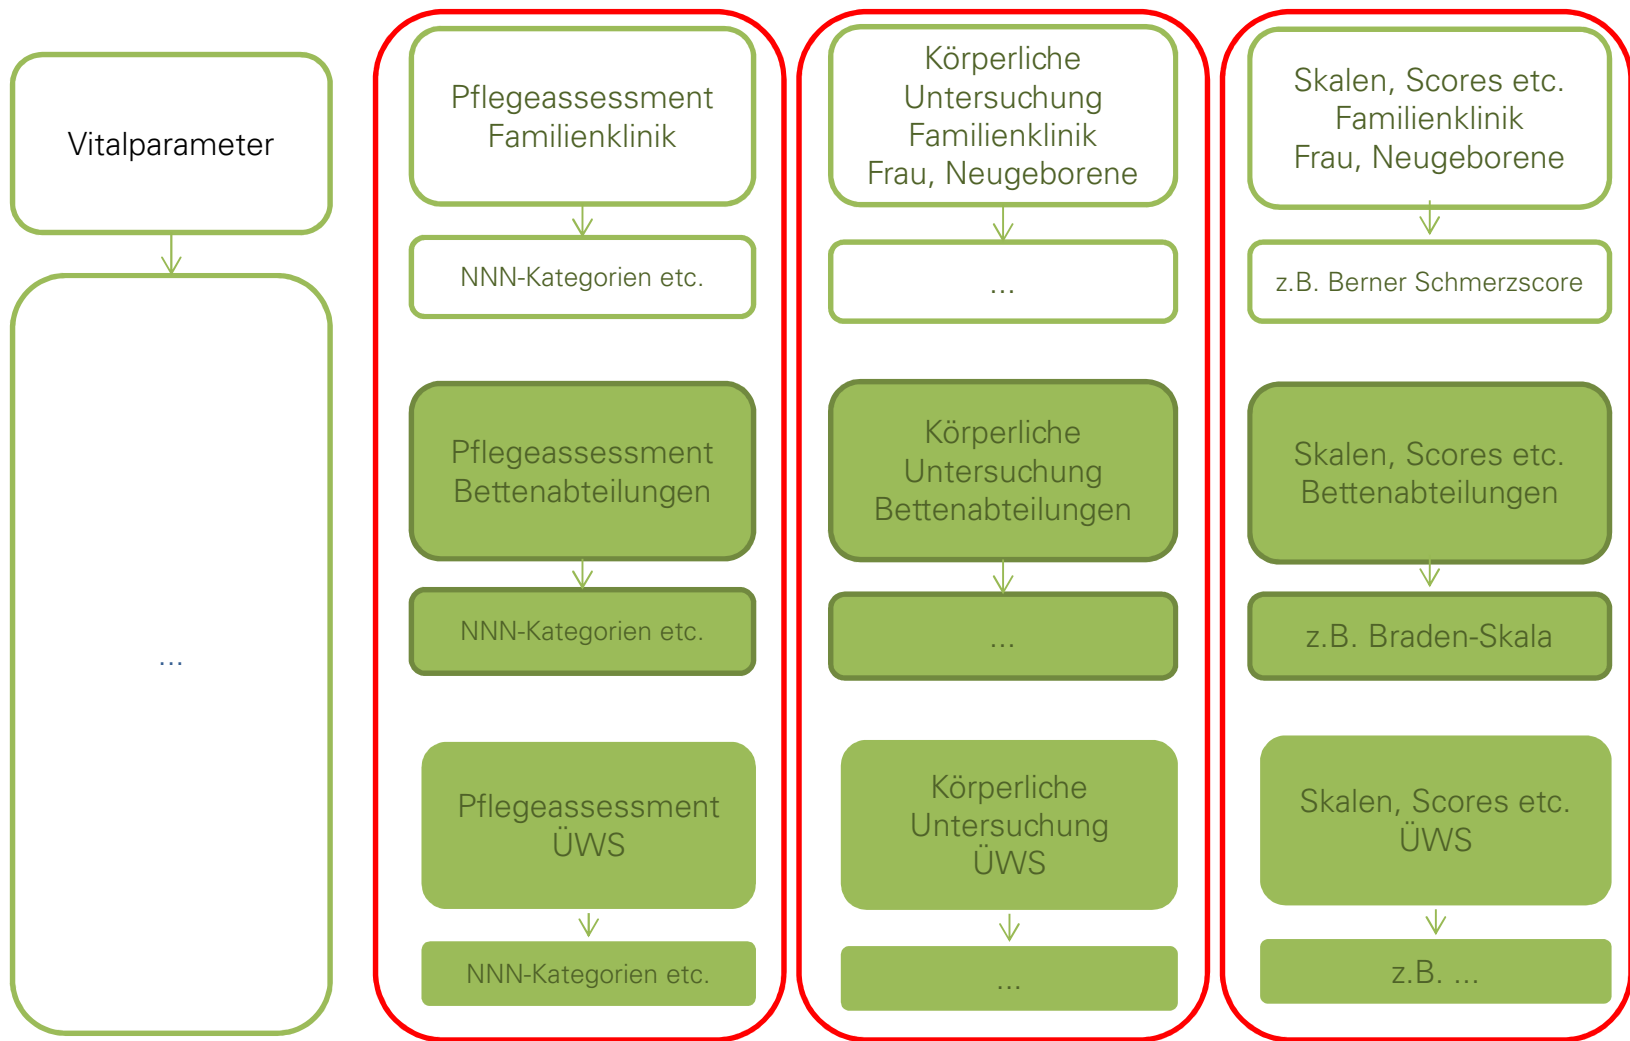 Vitalparameter
...
Pflegeassessment
Familienklinik
NNN-Kategorien etc.
Pflegeassessment
Bettenabteilungen
NNN-Kategorien etc.
Pflegeassessment
ÜWS
NNN-Kategorien etc.
Körperliche
Untersuchung
Familienklinik
Frau, Neugeborene
...
Körperliche
Untersuchung
Bettenabteilungen
...
Körperliche
Untersuchung
ÜWS
...
Skalen, Scores etc.
Familienklinik
Frau, Neugeborene
z.B. Berner Schmerzscore
Skalen, Scores etc.
Bettenabteilungen
z.B. Braden-Skala
Skalen, Scores etc.
ÜWS
z.B. ...